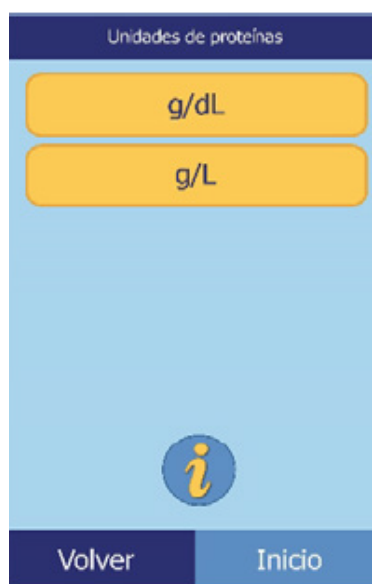 Unidades de proteínas
g/dL
g/L
i
Volver
Inicio